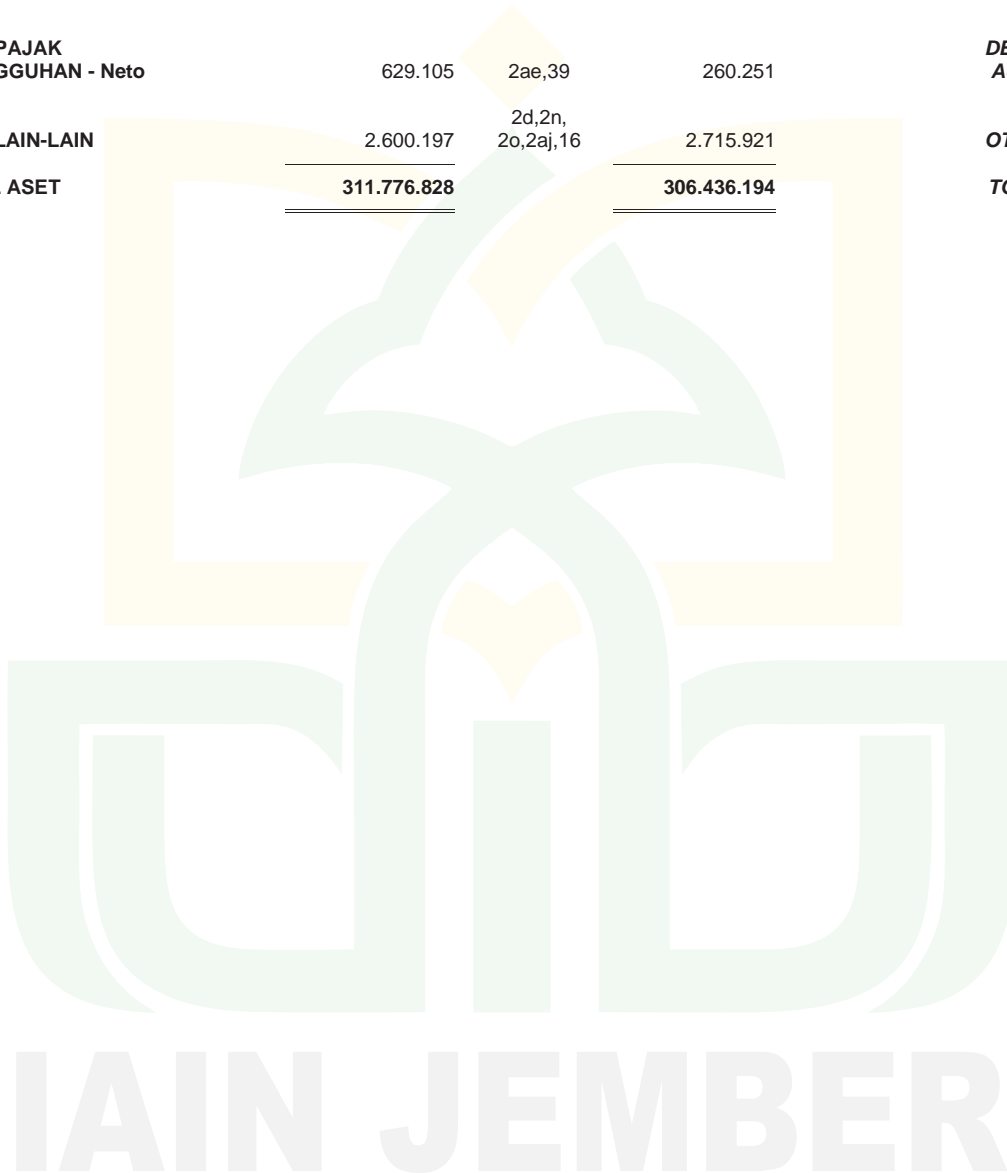 PAJAK DE
GGUHAN - Neto 629.105 2ae,39 260.251 A
2d,2n,
LAIN-LAIN 2.600.197 2o,2aj,16 2.715.921 OT
ASET 311.776.828 306.436.194 TO
IAIN JEMBER